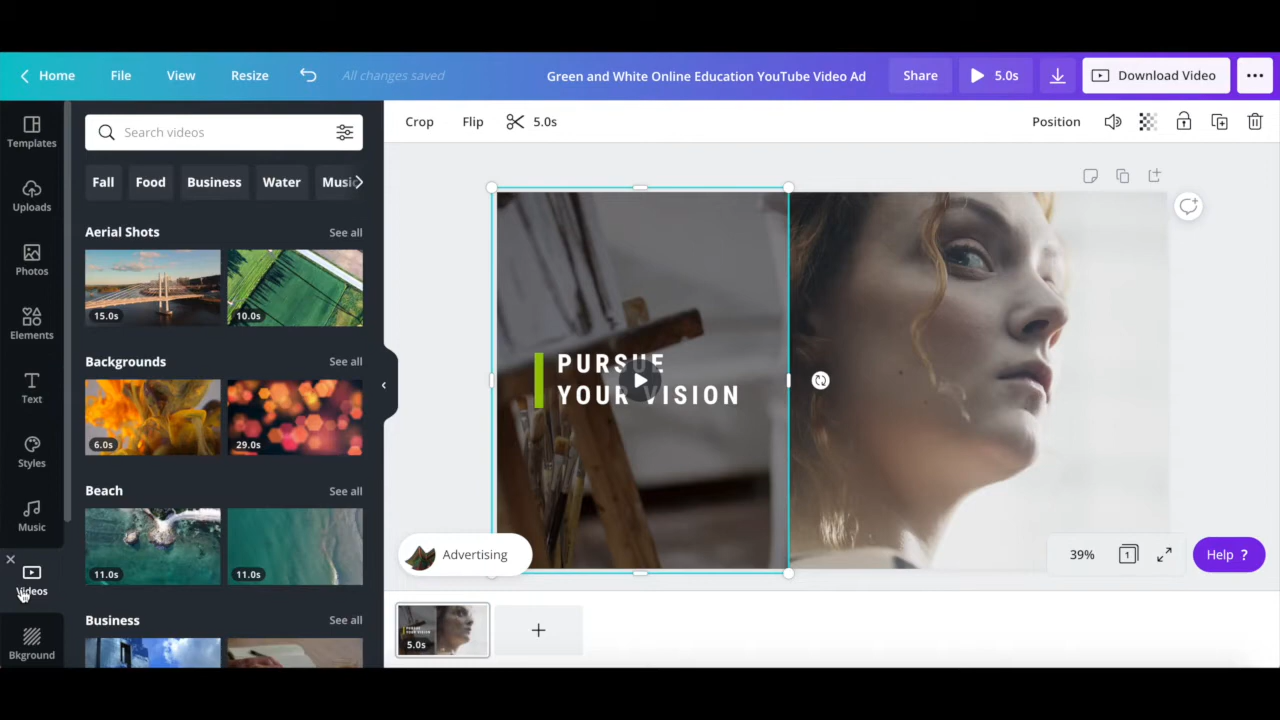 Home File View Resize All changes saved Green and White Online Education YouTube Video Ad Share 5.0s Download Video
Templates
Uploads
Photos
Elements
Text
Styles
Music
Videos
Bkground
Search videos
Fall Food Business Water Music
Aerial Shots See all
15.0s 10.0s
Backgrounds See all
6.0s 29.0s
Beach See all
11.0s 11.0s
Business See all
Crop Flip 5.0s Position
PURSUE
YOUR VISION
Advertising
39% 1 Help ?
5.0s